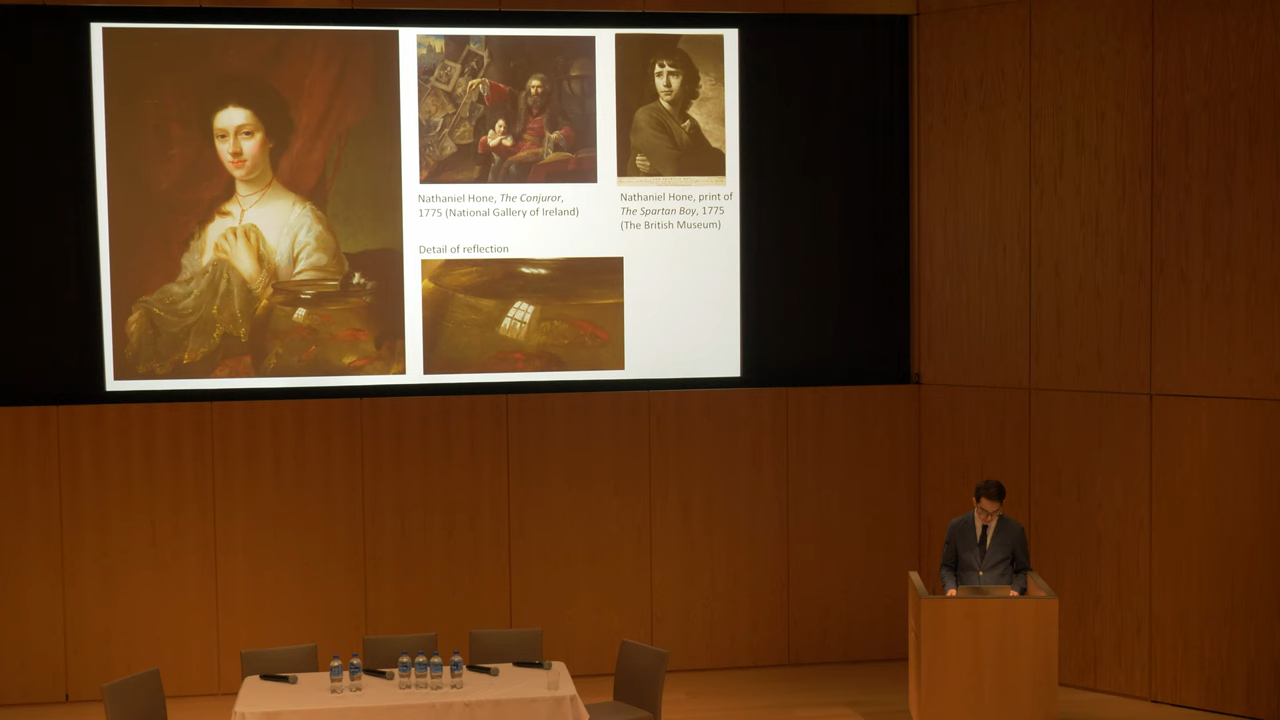 Nathaniel Hone, The Conjuror,
1775 (National Gallery of Ireland)
Nathaniel Hone, print of
The Spartan Boy, 1775
(The British Museum)
Detail of reflection